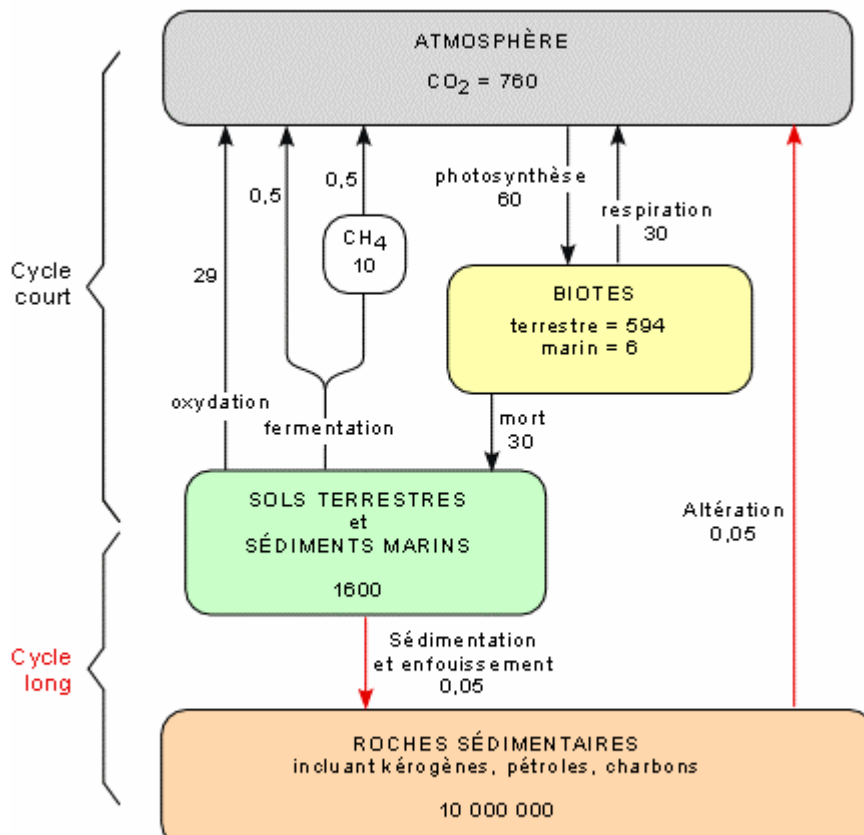 ATMOSPHÈRE
CO2 = 760
0,5
0,5
photosynthèse
60
respiration
30
CH4
10
Cycle
court
29
BIOTES
terrestre = 594
marin = 6
oxydation
fermentation
mort
30
SOLS TERRESTRES
et
SÉDIMENTS MARINS
1600
Altération
0,05
Cycle
long
Sédimentation
et enfouissement
0,05
ROCHES SÉDIMENTAIRES
incluant kérogènes, pétroles, charbons
10 000 000